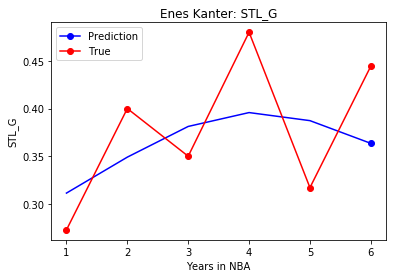 Enes Kanter: STL_G
Prediction
True
STL_G
0.45
0.40
0.35
0.30
1 2 3 4 5 6
Years in NBA